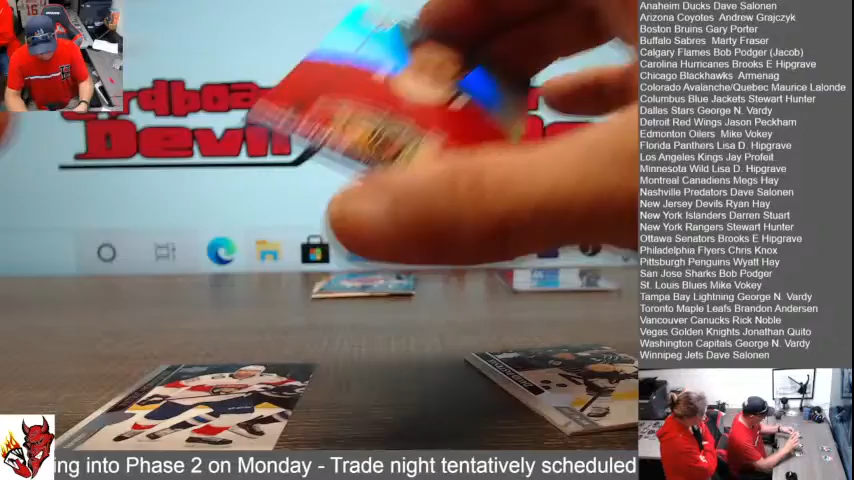 Anaheim Ducks Dave Salonen
Arizona Coyotes Andrew Grajczyk
Boston Bruins Gary Porter
Buffalo Sabres Marty Fraser
Calgary Flames Bob Podger (Jacob)
Carolina Hurricanes Brooks E Hipgrave
Chicago Blackhawks Armenag
Colorado Avalanche/Quebec Maurice Lalonde
Columbus Blue Jackets Stewart Hunter
Dallas Stars George N. Vardy
Detroit Red Wings Jason Peckham
Edmonton Oilers Mike Vokey
Florida Panthers Lisa D. Hipgrave
Los Angeles Kings Jay Profeit
Minnesota Wild Lisa D. Hipgrave
Montreal Canadiens Megs Hay
Nashville Predators Dave Salonen
New Jersey Devils Ryan Hay
New York Islanders Darren Stuart
New York Rangers Stewart Hunter
Ottawa Senators Brooks E Hipgrave
Philadelphia Flyers Chris Knox
Pittsburgh Penguins Wyatt Hay
San Jose Sharks Bob Podger
St. Louis Blues Mike Vokey
Tampa Bay Lightning George N. Vardy
Toronto Maple Leafs Brandon Andersen
Vancouver Canucks Rick Noble
Vegas Golden Knights Jonathan Quito
Washington Capitals George N. Vardy
Winnipeg Jets Dave Salonen
rdboa
Devil
ing into Phase 2 on Monday - Trade night tentatively scheduled